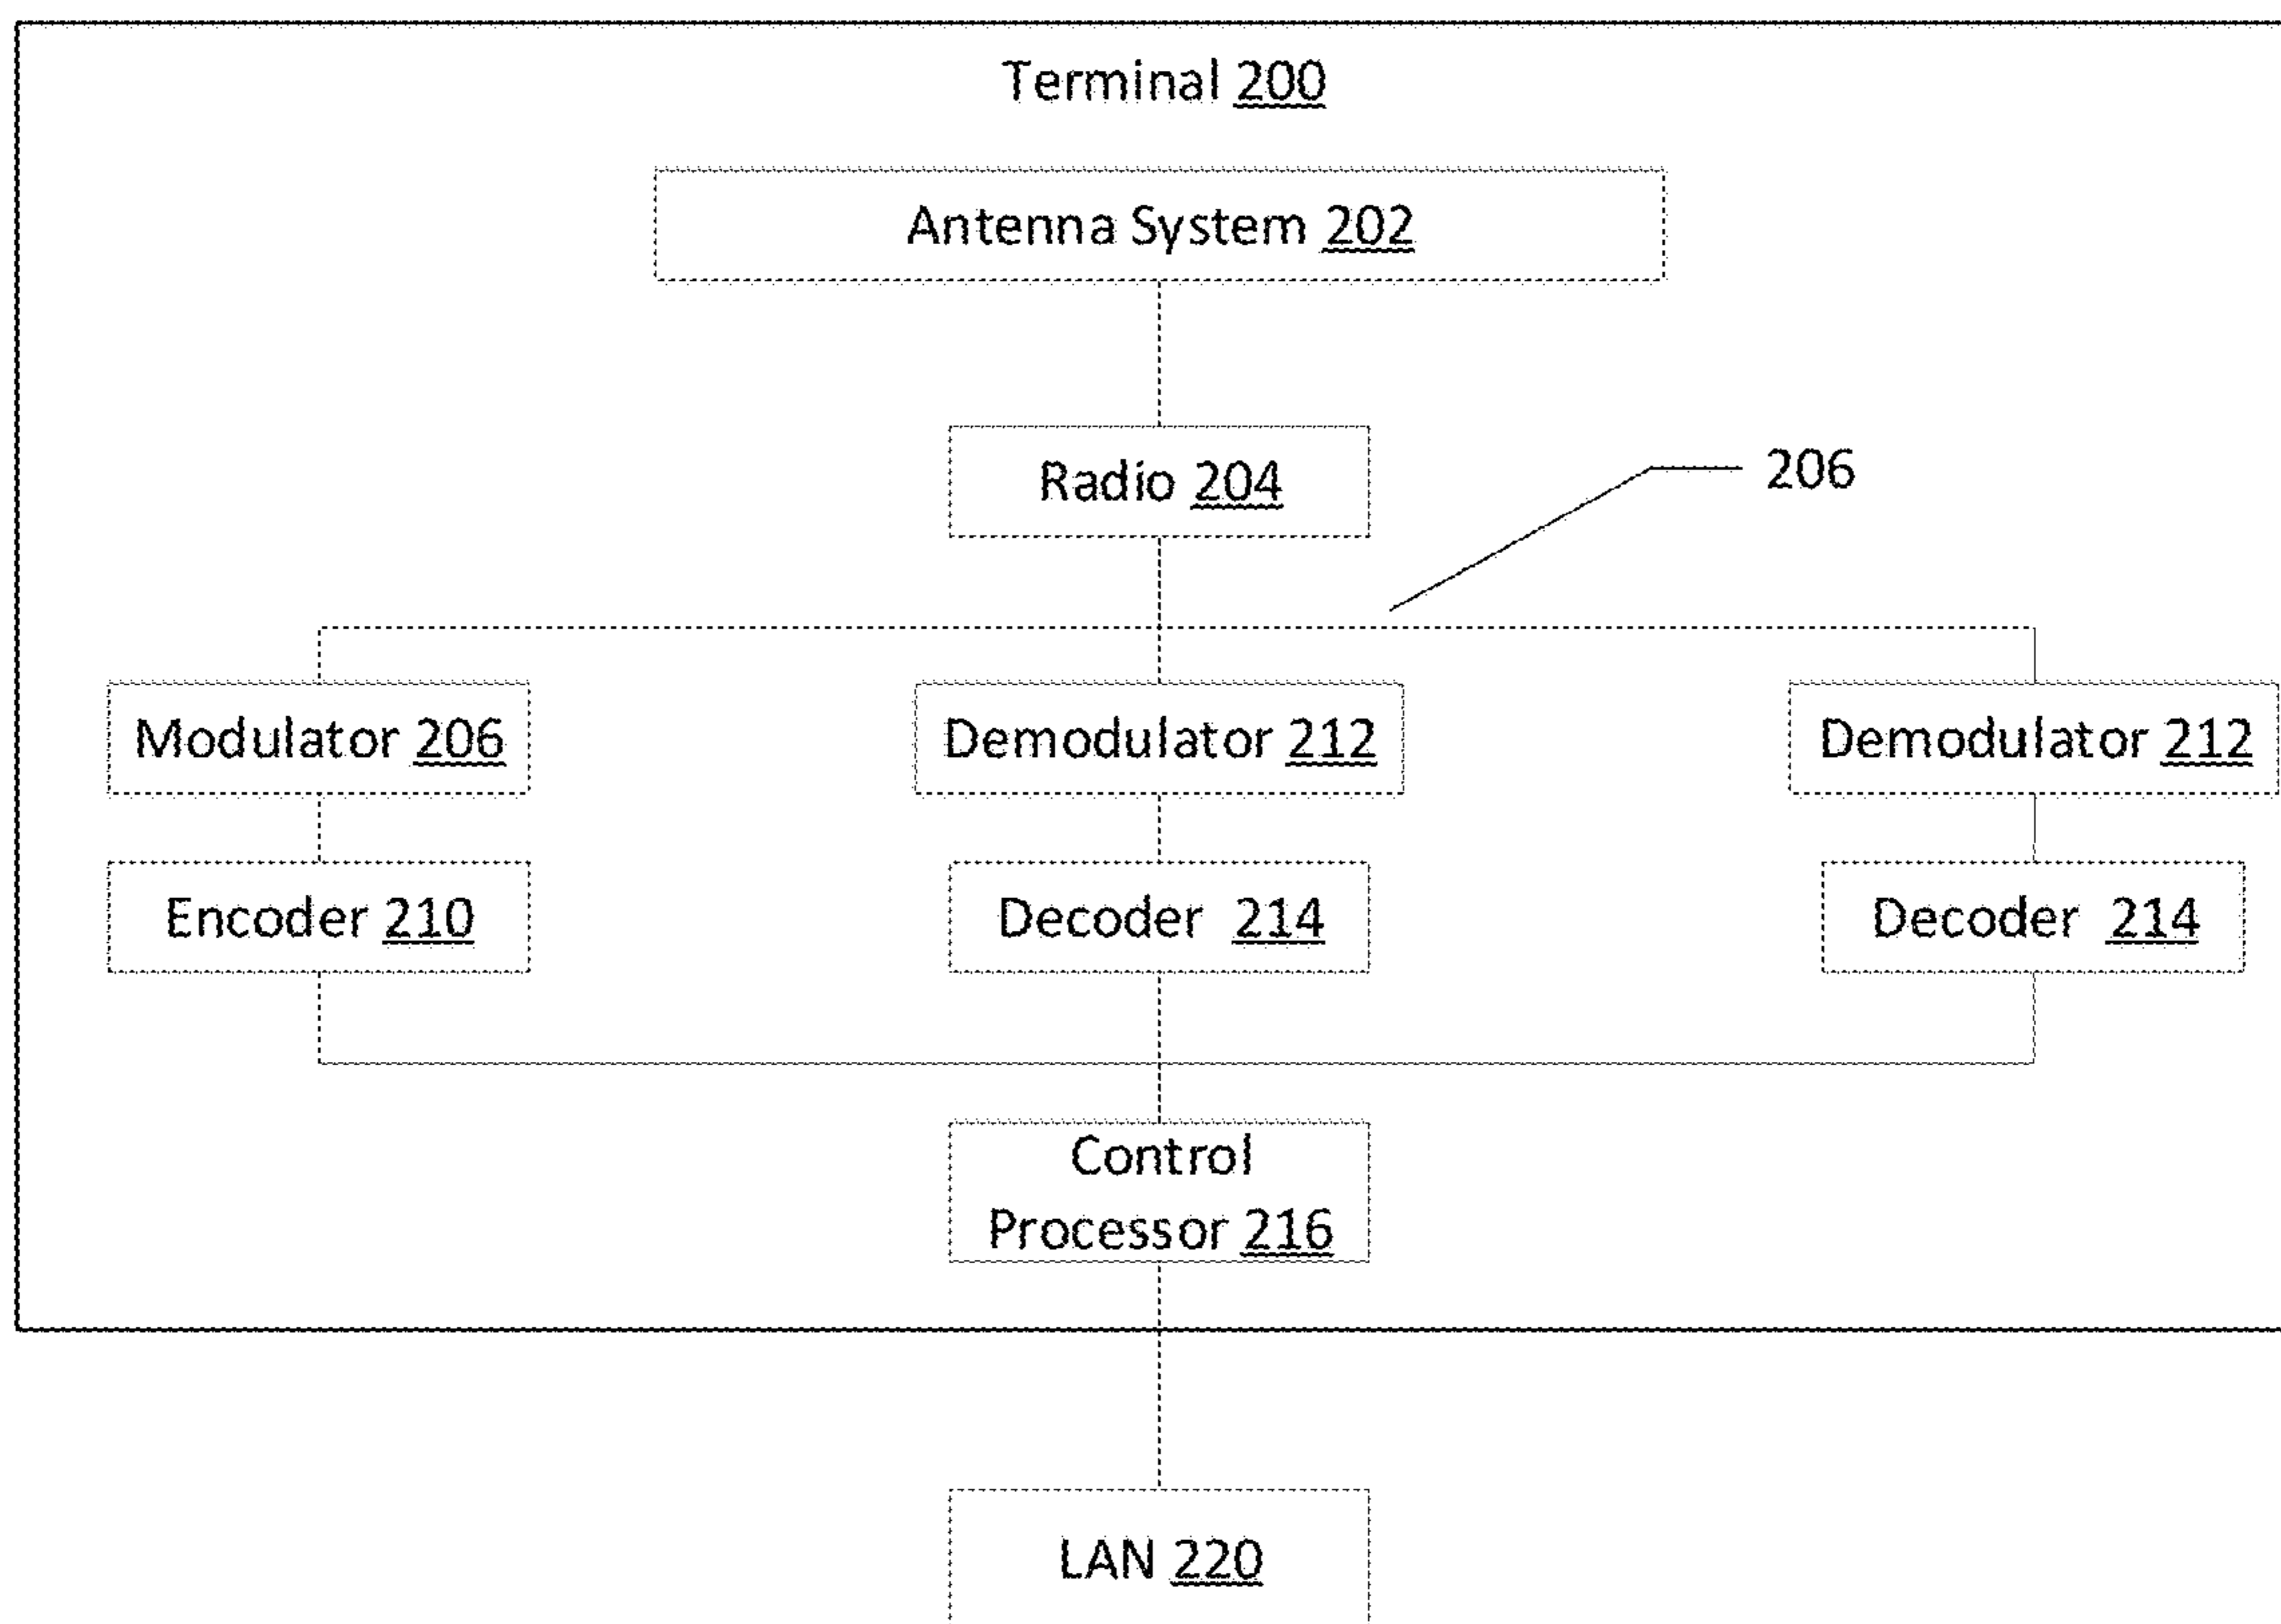 Terminal 200
Antenna System 202
Radio 204
206
Modulator 206
Demodulator 212
Demodulator 212
Encoder 210
Decoder 214
Decoder 214
Control
Processor 216
LAN 220